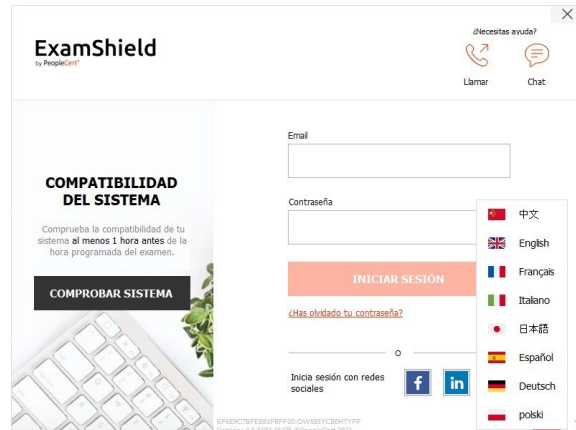 ¿Necesitas ayuda?
ExamShield
by PeopleCert
Llamar
Chat
COMPATIBILIDAD
DEL SISTEMA
Comprueba la compatibilidad de tu
sistema al menos 1 hora antes de la
hora programada del examen.
COMPROBAR SISTEMA
Email
Contraseña
INICIAR SESIÓN
¿Has olvidado tu contraseña?
O
Inicia sesión con redes
sociales
f
in
中文
English
Français
Italiano
日本語
Español
Deutsch
polski